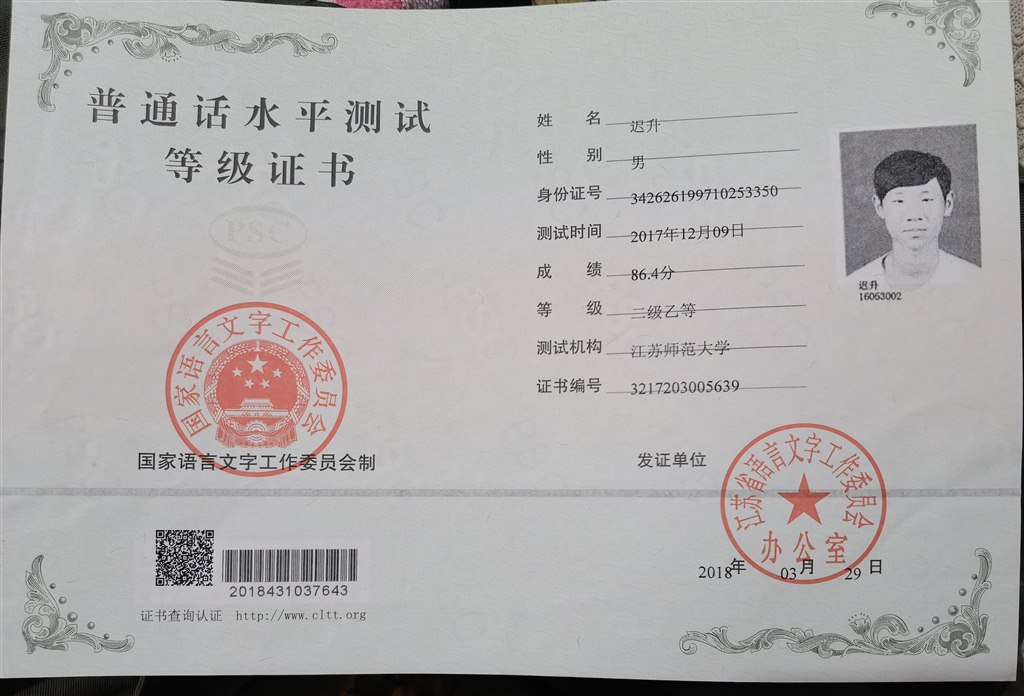 普通话水平测试
等级证书
PSC
国家语言文字工作委员会
国家语言文字工作委员会制
2018431037643
证书查询认证 http://www.cltt.org
姓 名 迟升
性 别 男
身份证号 342626199710253350
测试时间 2017年12月09日
成 绩 86.4分
等 级 二级乙等
测试机构 江苏师范大学
证书编号 3217203005639
迟升
16063002
发证单位
江苏省语言文字工作委员会
办公室
2018年 03月 29日